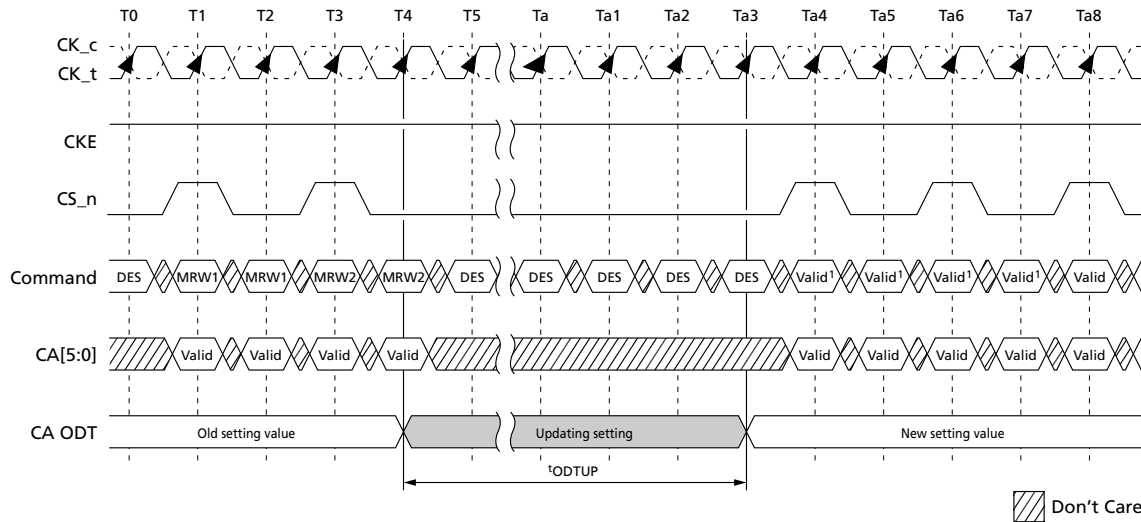 T0 T1 T2 T3 T4 T5 Ta Ta1 Ta2 Ta3 Ta4 Ta5 Ta6 Ta7 Ta8
CK_c
CK_t
CKE
CS_n
Command DES MRW1 MRW1 MRW2 MRW2 DES DES DES DES DES Valid¹ Valid¹ Valid¹ Valid¹ Valid
CA[5:0] Valid Valid Valid Valid Valid Valid Valid Valid Valid
CA ODT Old setting value Updating setting New setting value
ᵗODTUP
Don't Care